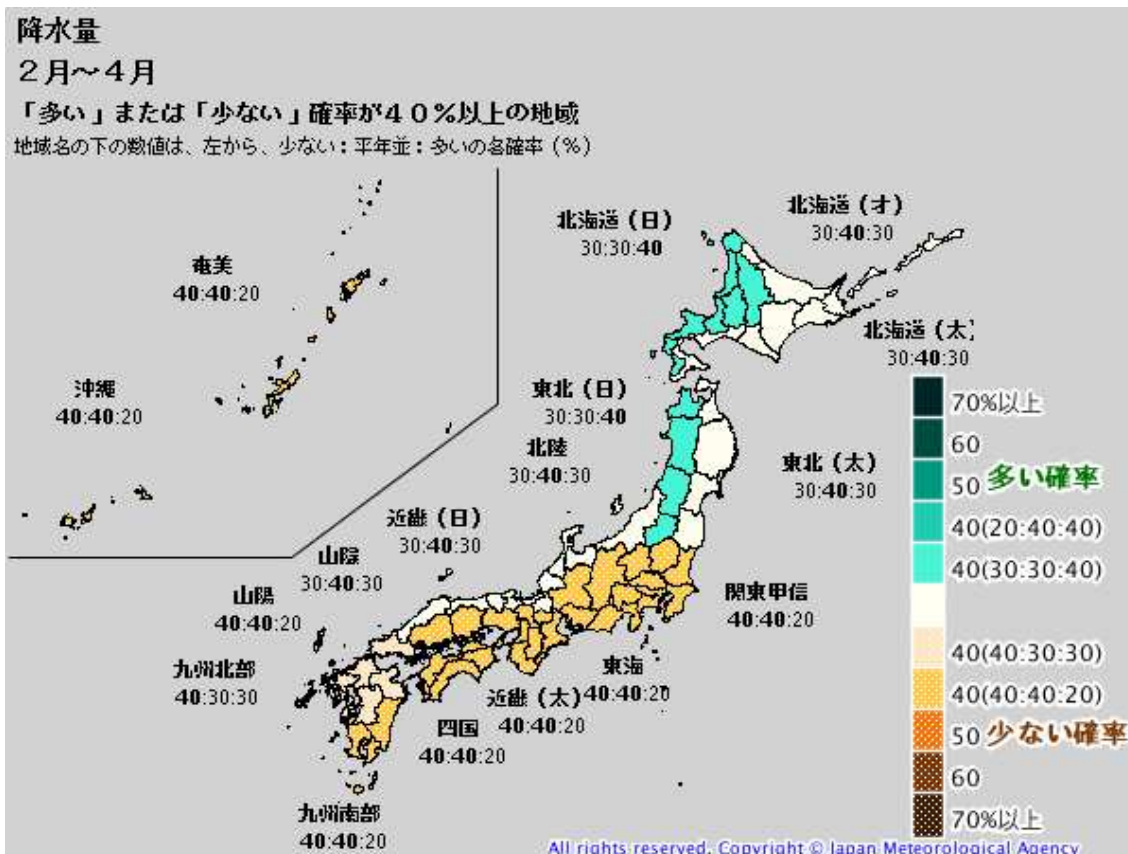 降水量
２月～４月
「多い」または「少ない」確率が４０％以上の地域
地域名の下の数値は、左から、少ない：平年並：多いの各確率（％）
北海道（日）
30:30:40
北海道（オ）
30:40:30
奄美
40:40:20
北海道（太
30:40:30
沖縄
40:40:20
東北（日）
30:30:40
北陸
30:40:30
東北（太）
30:40:30
近畿（日）
30:40:30
山陰
30:40:30
山陽
40:40:20
関東甲信
40:40:20
九州北部
40:30:30
東海
40:40:20
近畿（太）
40:40:20
四国
40:40:20
九州南部
40:40:20
70%以上
60
50 多い確率
40(20:40:40)
40(30:30:40)
40(40:30:30)
40(40:40:20)
50 少ない確率
60
70%以上
All rights reserved. Copyright © Japan Meteorological Agency